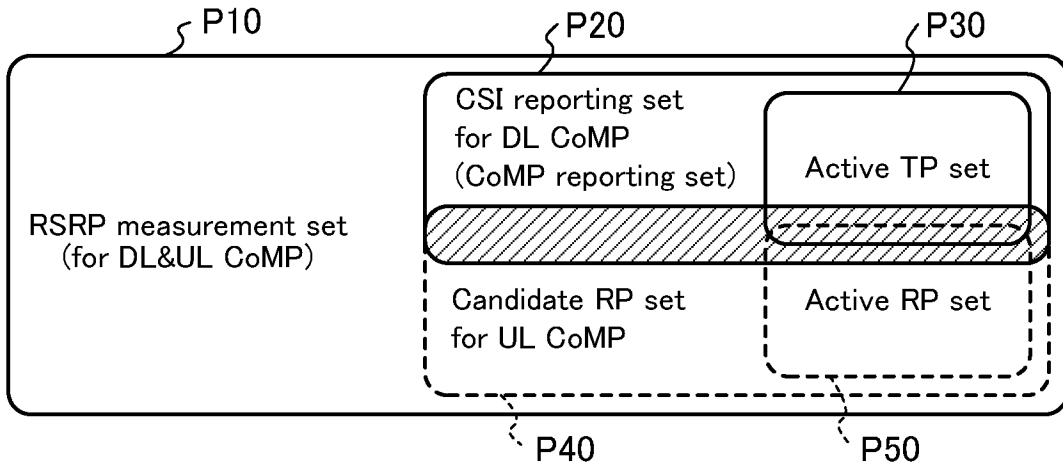 P10
P20
P30
CSI reporting set
for DL CoMP
(CoMP reporting set)
Active TP set
RSRP measurement set
(for DL&UL CoMP)
Candidate RP set
for UL CoMP
Active RP set
P40
P50